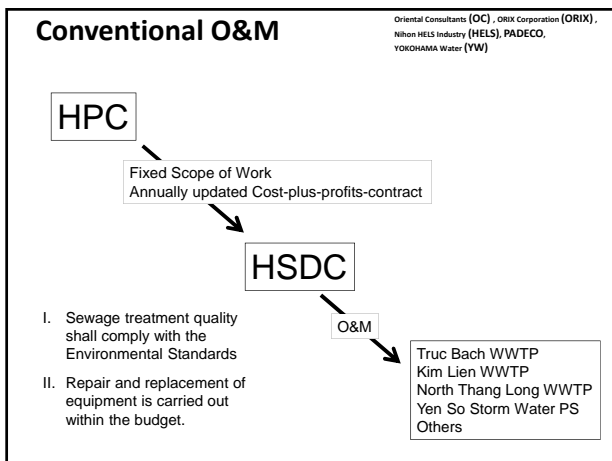 Conventional O&M
Oriental Consultants (OC) , ORIX Corporation (ORIX) ,
Nihon HELS Industry (HELS), PADECO,
YOKOHAMA Water (YW)
HPC
Fixed Scope of Work
Annually updated Cost-plus-profits-contract
HSDC
I. Sewage treatment quality
shall comply with the
Environmental Standards
II. Repair and replacement of
equipment is carried out
within the budget.
O&M
Truc Bach WWTP
Kim Lien WWTP
North Thang Long WWTP
Yen So Storm Water PS
Others